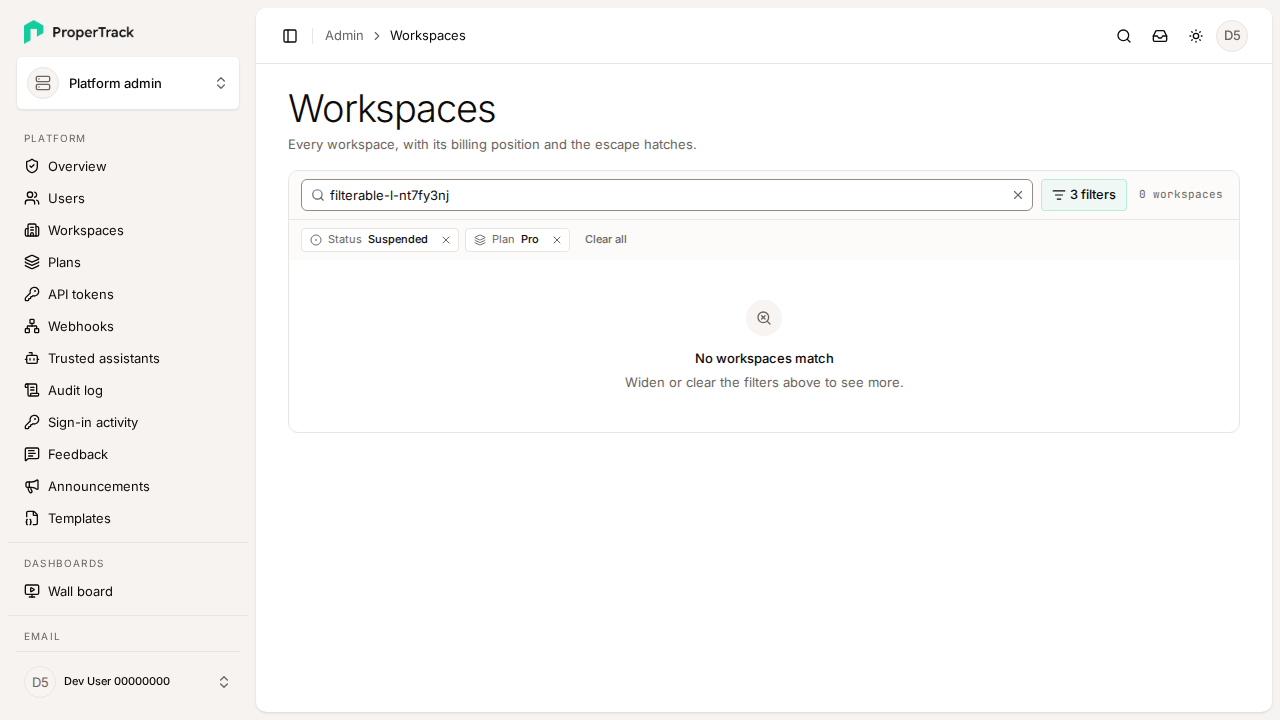 ProperTrack
Admin
Workspaces
D5
Platform admin
PLATFORM
Overview
Users
Workspaces
Plans
API tokens
Webhooks
Trusted assistants
Audit log
Sign-in activity
Feedback
Announcements
Templates
DASHBOARDS
Wall board
EMAIL
D5
Dev User 00000000
Workspaces
Every workspace, with its billing position and the escape hatches.
filterable-l-nt7fy3nj
3 filters
0 workspaces
Status Suspended
Plan Pro
Clear all
No workspaces match
Widen or clear the filters above to see more.